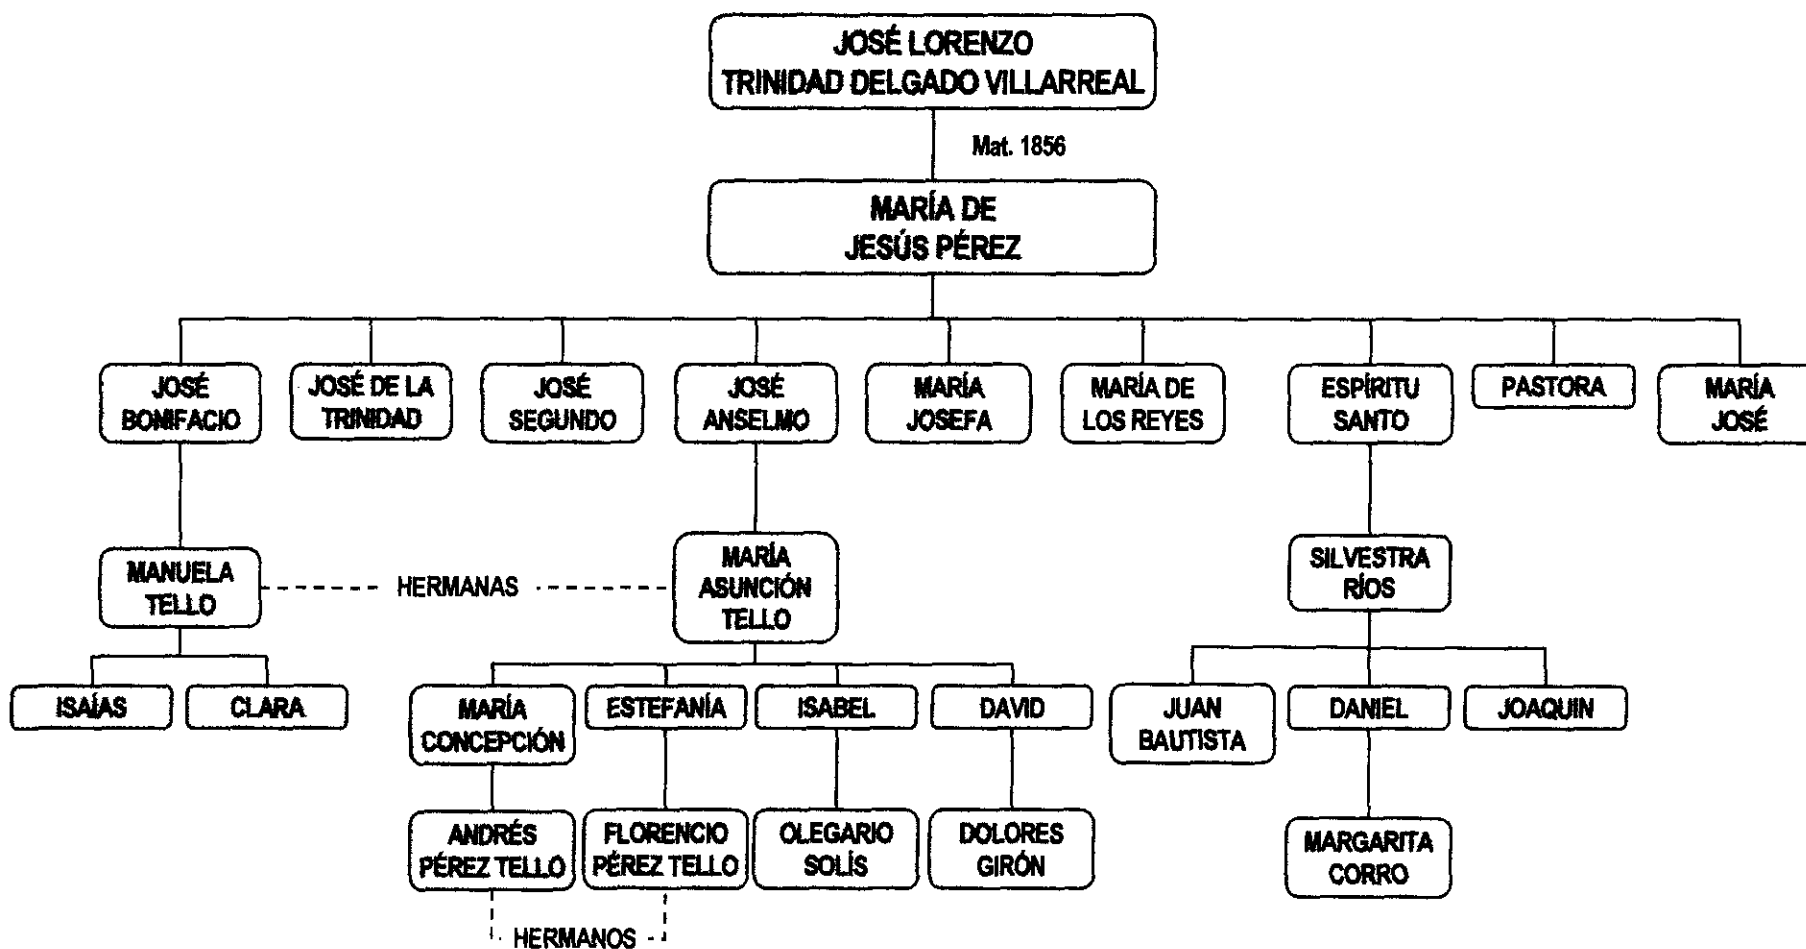 JOSÉ LORENZO
TRINIDAD DELGADO VILLARREAL
Mat. 1856
MARÍA DE
JESÚS PÉREZ
JOSÉ
BONIFACIO
JOSÉ DE LA
TRINIDAD
JOSÉ
SEGUNDO
JOSÉ
ANSELMO
MARÍA
JOSEFA
MARÍA DE
LOS REYES
ESPÍRITU
SANTO
PASTORA
MARÍA
JOSÉ
MANUELA
TELLO
HERMANAS
MARÍA
ASUNCIÓN
TELLO
SILVESTRA
RÍOS
ISAÍAS
CLARA
MARÍA
CONCEPCIÓN
ESTEFANÍA
ISABEL
DAVID
JUAN
BAUTISTA
DANIEL
JOAQUIN
ANDRÉS
PÉREZ TELLO
FLORENCIO
PÉREZ TELLO
OLEGARIO
SOLÍS
DOLORES
GIRÓN
MARGARITA
CORRO
HERMANOS